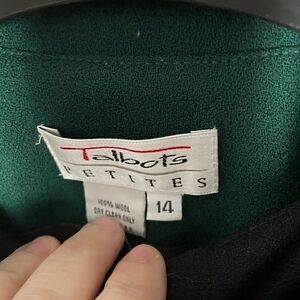 Talbots
PETITES
14
100% WOOL
DRY CLEAN ONLY